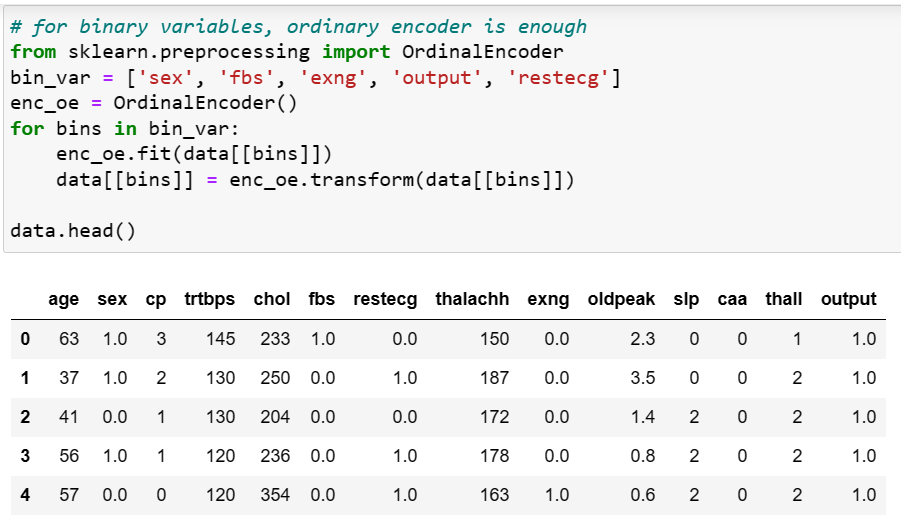 # for binary variables, ordinary encoder is enough
from sklearn.preprocessing import OrdinalEncoder
bin_var = ['sex', 'fbs', 'exng', 'output', 'restecg']
enc_oe = OrdinalEncoder()
for bins in bin_var:
    enc_oe.fit(data[[bins]])
    data[[bins]] = enc_oe.transform(data[[bins]])
data.head()
age sex cp trtbps chol fbs restecg thalachh exng oldpeak slp caa thall output
0 63 1.0 3 145 233 1.0 0.0 150 0.0 2.3 0 0 1 1.0
1 37 1.0 2 130 250 0.0 1.0 187 0.0 3.5 0 0 2 1.0
2 41 0.0 1 130 204 0.0 0.0 172 0.0 1.4 2 0 2 1.0
3 56 1.0 1 120 236 0.0 1.0 178 0.0 0.8 2 0 2 1.0
4 57 0.0 0 120 354 0.0 1.0 163 1.0 0.6 2 0 2 1.0